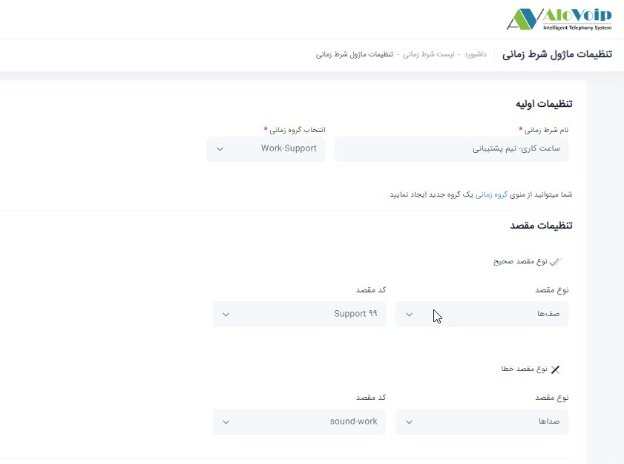 AloVoip
Intelligent Telephony System
تنظیمات ماژول شرط زمانی
داشبورد - لیست شرط زمانی - تنظیمات ماژول شرط زمانی
تنظیمات اولیه
نام شرط زمانی *
انتخاب گروه زمانی *
ساعت کاری- تیم پشتیبانی
Work-Support
شما میتوانید از منوی گروه زمانی یک گروه جدید ایجاد نمایید
تنظیمات مقصد
نوع مقصد صحیح
نوع مقصد
کد مقصد
صف‌ها
Support ۹۹
نوع مقصد خطا
نوع مقصد
کد مقصد
صداها
sound-work